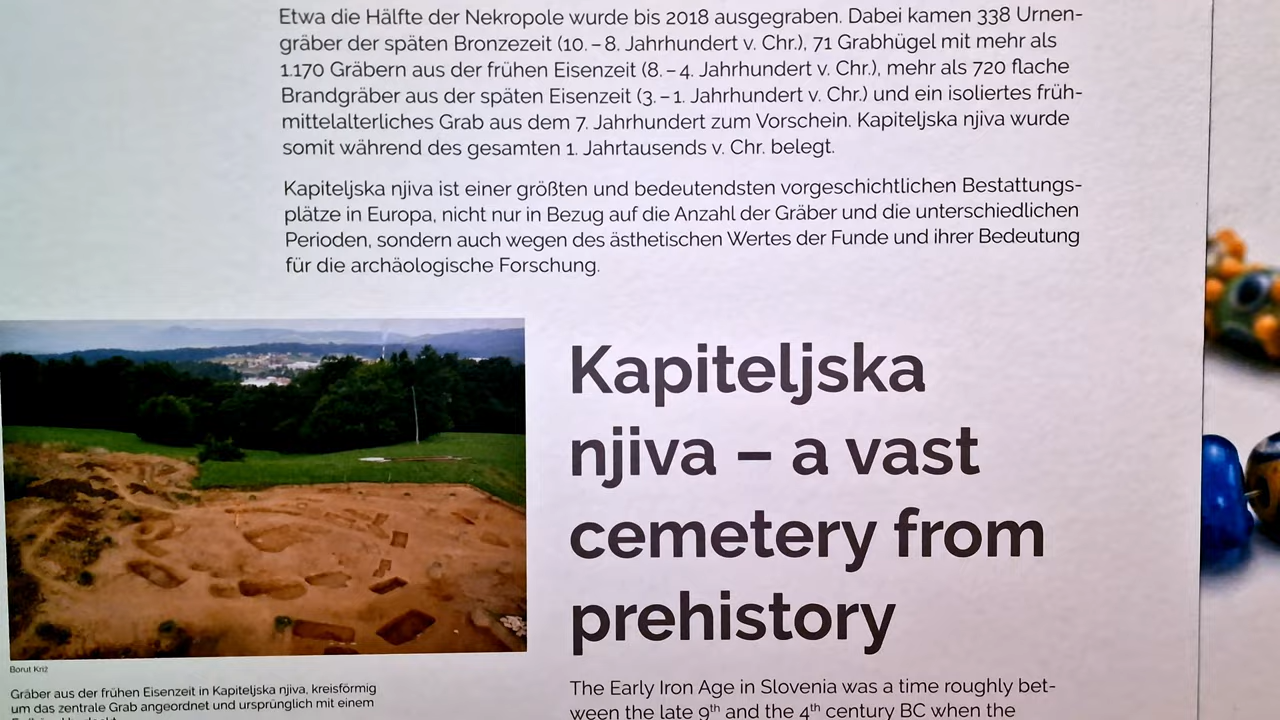 Etwa die Hälfte der Nekropole wurde bis 2018 ausgegraben. Dabei kamen 338 Urnen-
gräber der späten Bronzezeit (10. – 8. Jahrhundert v. Chr.), 71 Grabhügel mit mehr als
1.170 Gräbern aus der frühen Eisenzeit (8. – 4. Jahrhundert v. Chr.), mehr als 720 flache
Brandgräber aus der späten Eisenzeit (3. – 1. Jahrhundert v. Chr.) und ein isoliertes früh-
mittelalterliches Grab aus dem 7. Jahrhundert zum Vorschein. Kapiteljska njiva wurde
somit während des gesamten 1. Jahrtausends v. Chr. belegt.
Kapiteljska njiva ist einer größten und bedeutendsten vorgeschichtlichen Bestattungs-
plätze in Europa, nicht nur in Bezug auf die Anzahl der Gräber und die unterschiedlichen
Perioden, sondern auch wegen des ästhetischen Wertes der Funde und ihrer Bedeutung
für die archäologische Forschung.
Borut Križ
Gräber aus der frühen Eisenzeit in Kapiteljska njiva, kreisförmig
um das zentrale Grab angeordnet und ursprünglich mit einem
Kapiteljska
njiva – a vast
cemetery from
prehistory
The Early Iron Age in Slovenia was a time roughly bet-
ween the late 9th and the 4th century BC when the